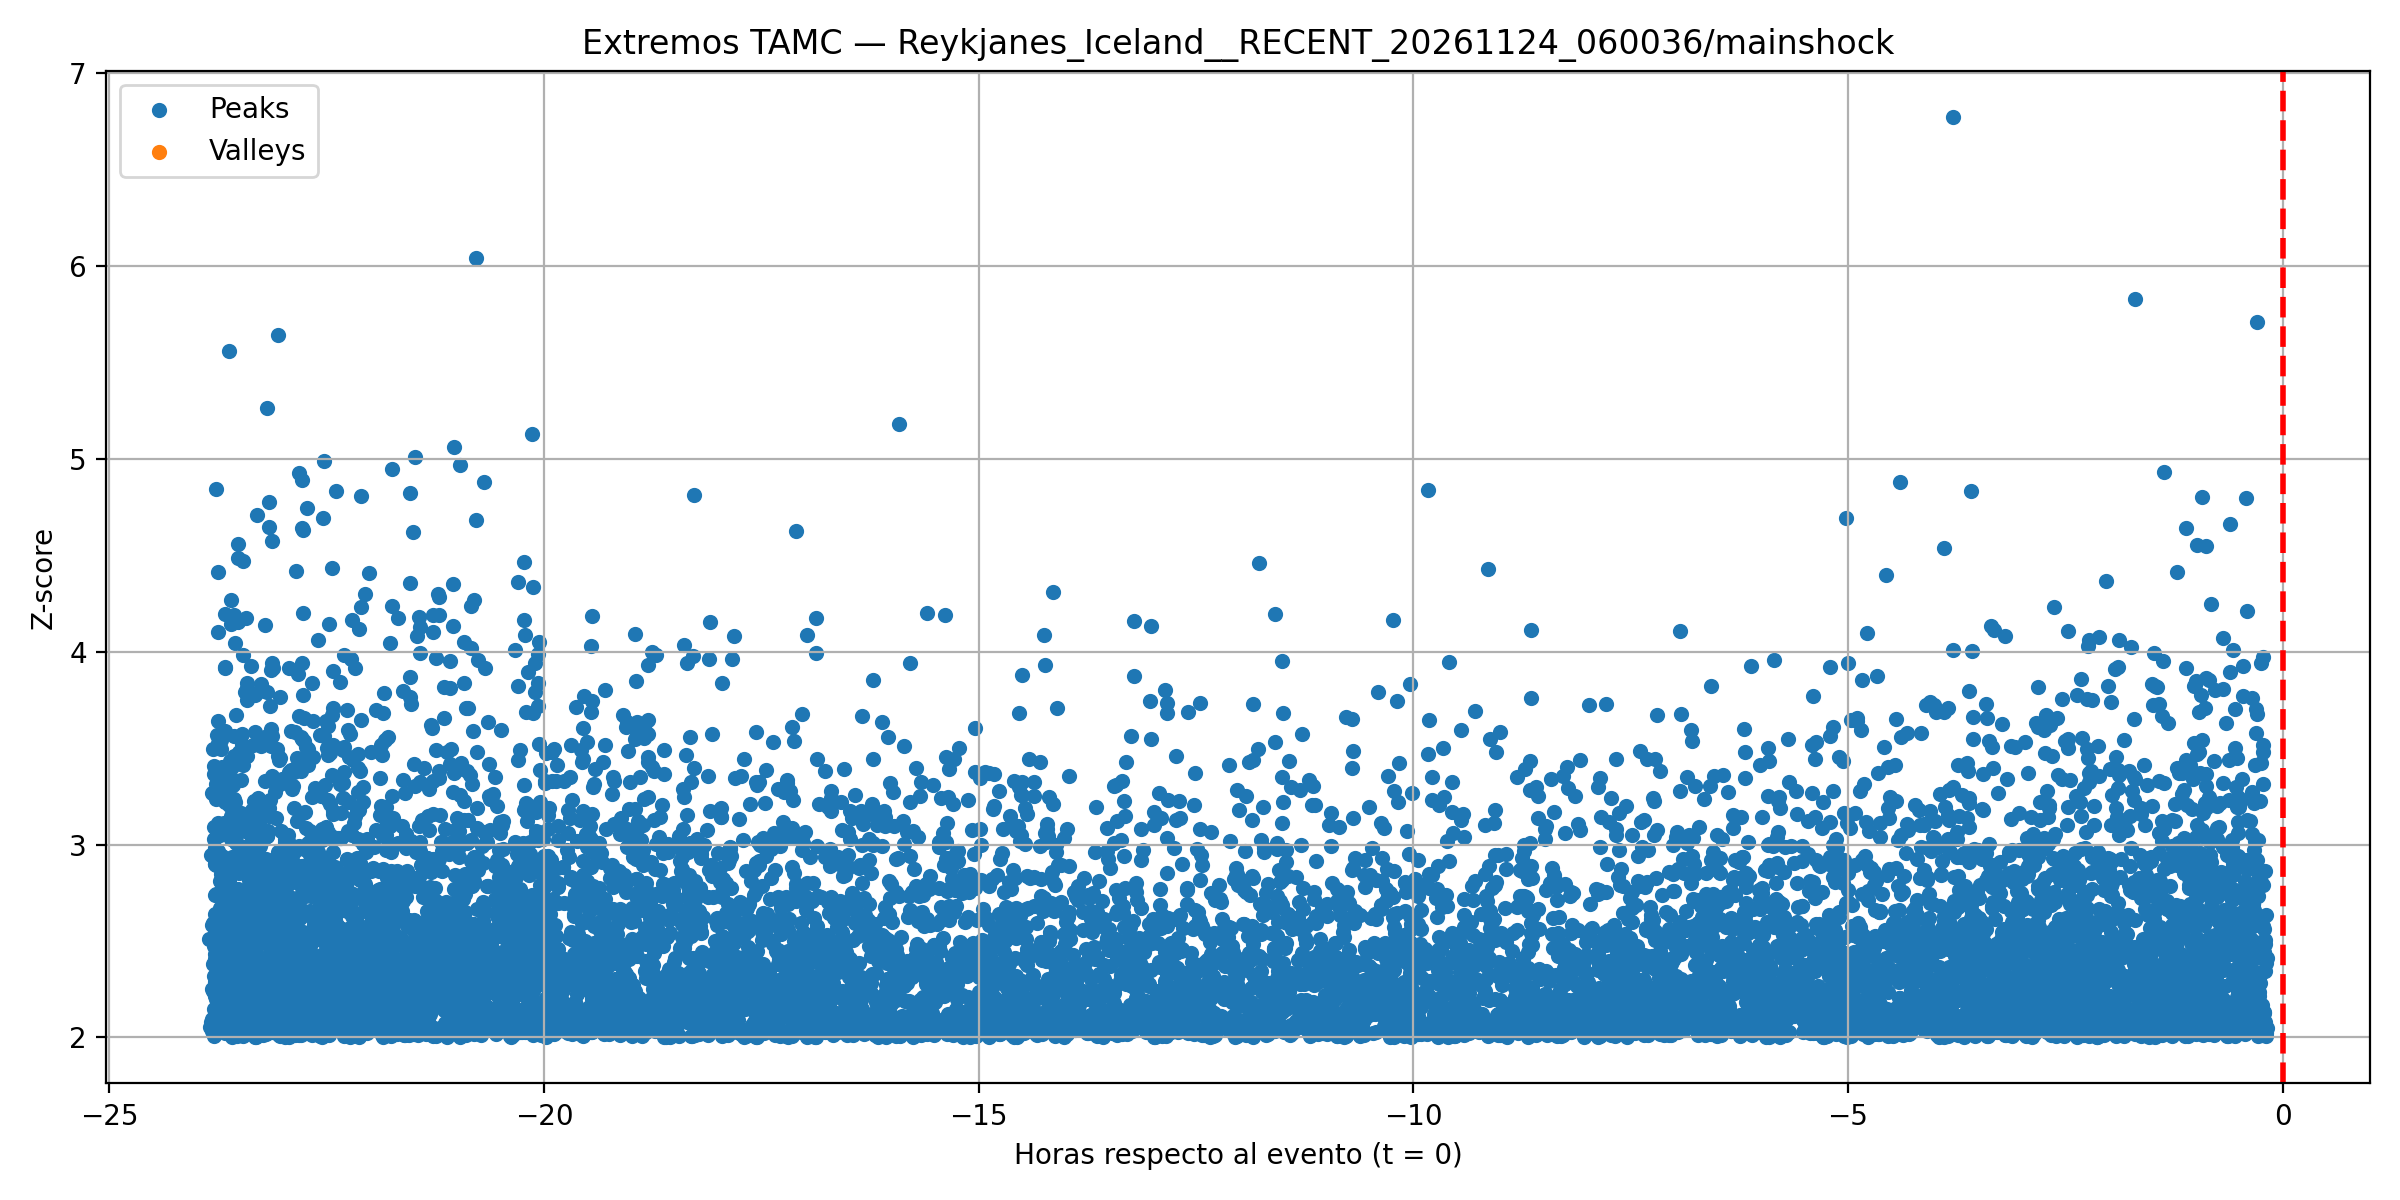 Extremos TAMC — Reykjanes_Iceland__RECENT_20261124_060036/mainshock
Peaks
Valleys
7
6
5
4
3
2
Z-score
−25
−20
−15
−10
−5
0
Horas respecto al evento (t = 0)